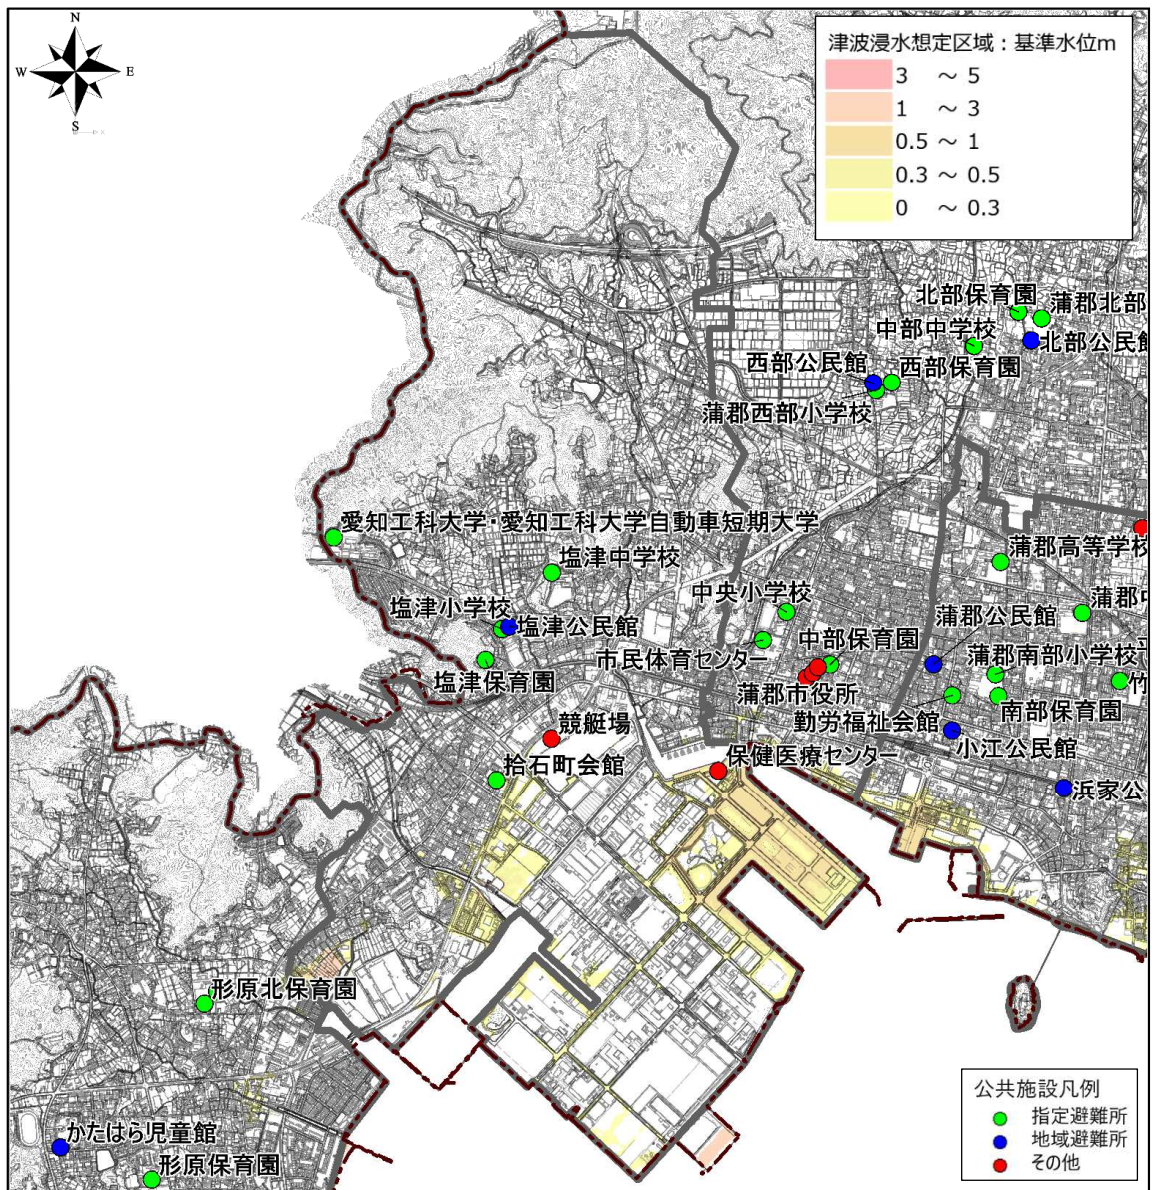 N
W
E
S
津波浸水想定区域：基準水位m
3 ～ 5
1 ～ 3
0.5 ～ 1
0.3 ～ 0.5
0 ～ 0.3
北部保育園
蒲郡北部
中部中学校
北部公民館
西部公民館
西部保育園
蒲郡西部小学校
愛知工科大学・愛知工科大学自動車短期大学
塩津中学校
蒲郡高等学校
中央小学校
塩津小学校
塩津公民館
蒲郡公民館
蒲郡中
中部保育園
市民体育センター
蒲郡南部小学校
塩津保育園
竹
蒲郡市役所
南部保育園
勤労福祉会館
競艇場
小江公民館
保健医療センター
拾石町会館
浜家公
形原北保育園
かたはら児童館
形原保育園
公共施設凡例
指定避難所
地域避難所
その他